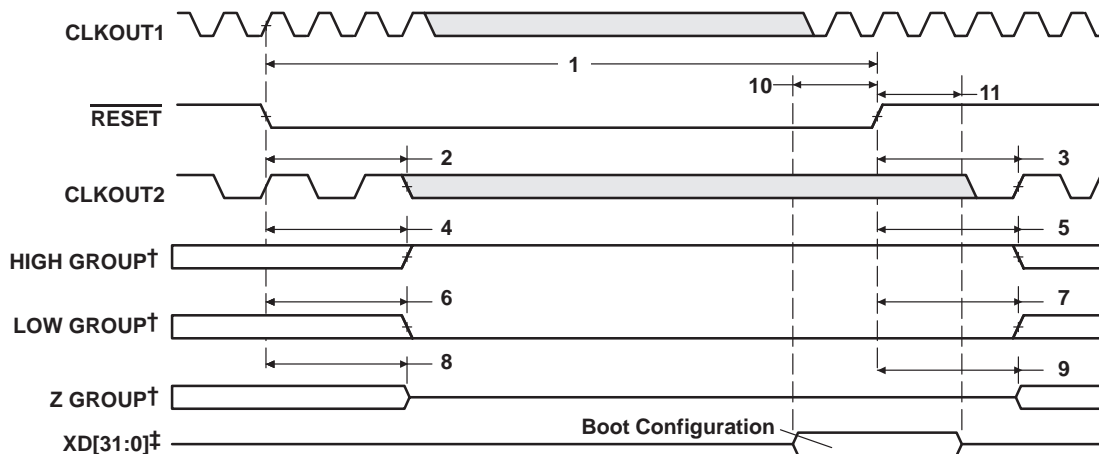 CLKOUT1
1
10
11
RESET
2
3
CLKOUT2
4
5
HIGH GROUP†
6
7
LOW GROUP†
8
9
Z GROUP†
Boot Configuration
XD[31:0]‡